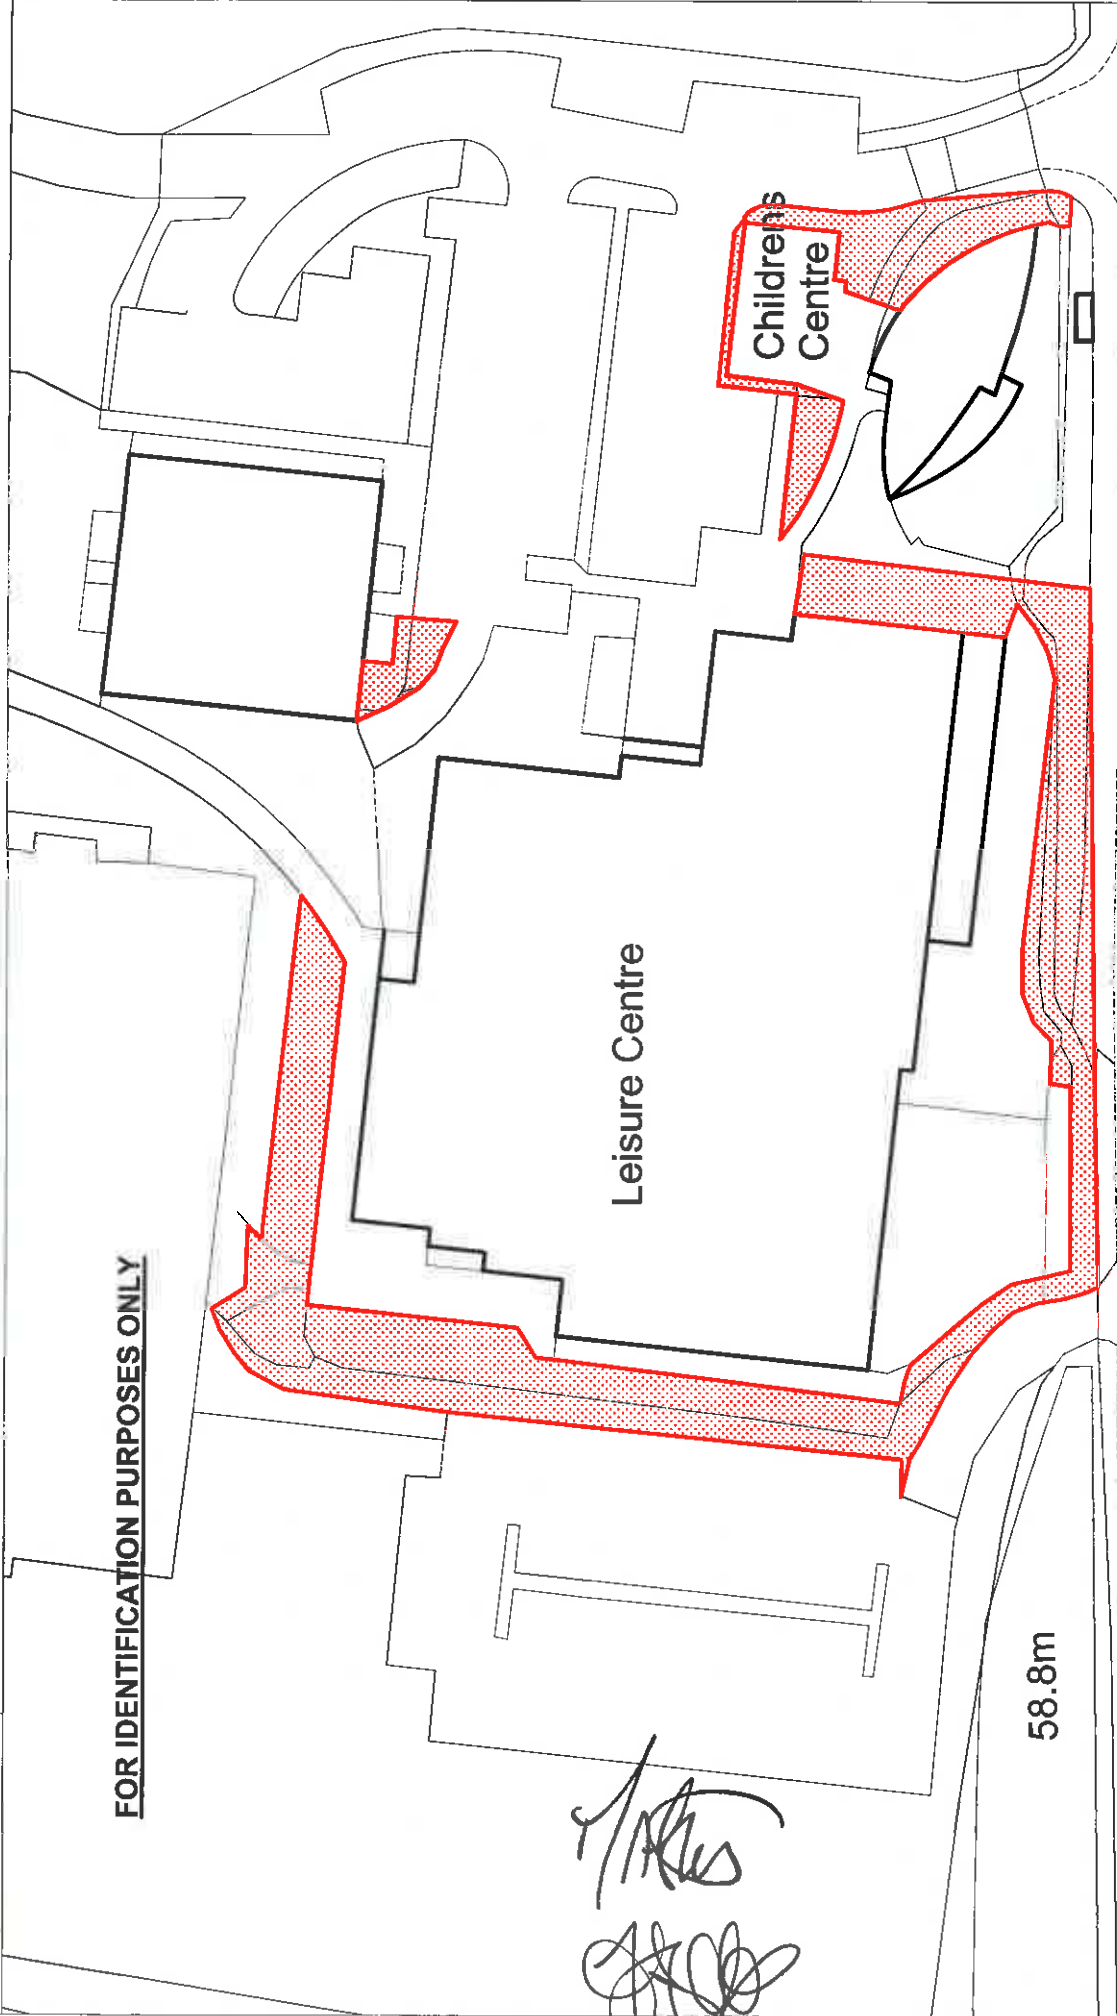 FOR IDENTIFICATION PURPOSES ONLY
Leisure Centre
Childrens
Centre
58.8m